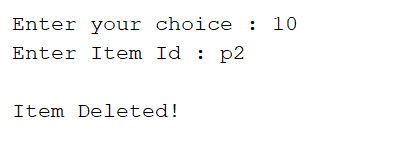 Enter your choice : 10
Enter Item Id : p2
Item Deleted!